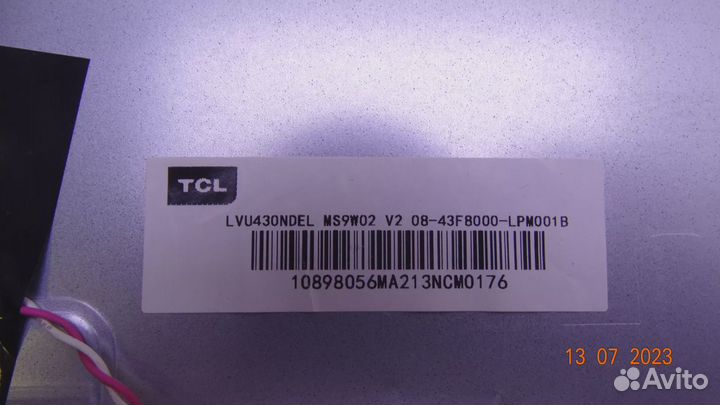 TCL
LVU430NDEL MS9W02 V2 08-43F8000-LPM001B
10898056MA213NCM0176
13 07 2023
Avito